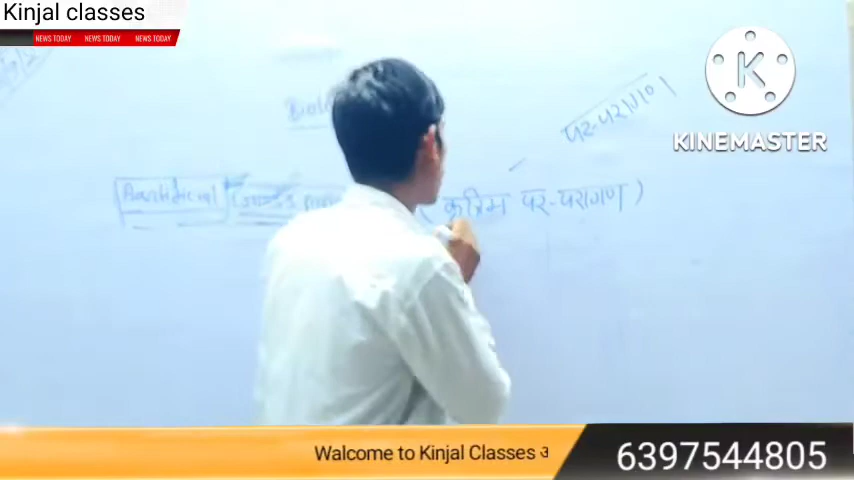 Kinjal classes
NEWS TODAY NEWS TODAY NEWS TODAY
KINEMASTER
पर-परागण
(कृत्रिम पर-परागण)
Walcome to Kinjal Classes अ
6397544805